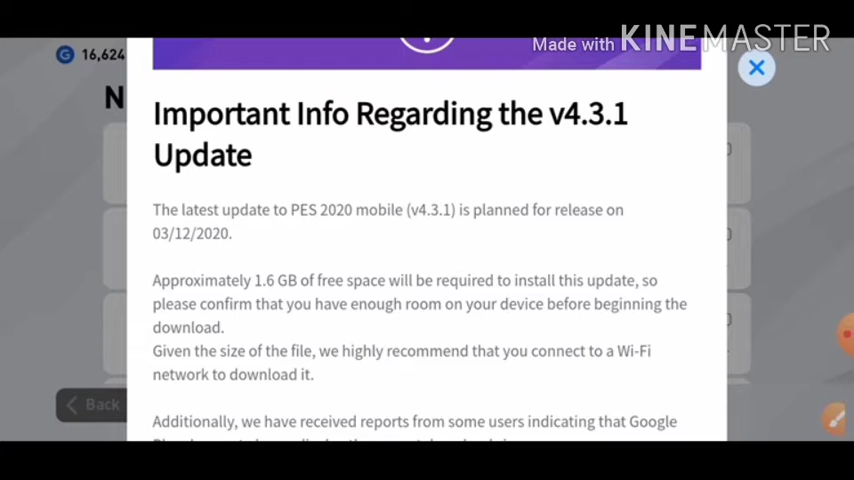 Made with KINEMASTER
16,624
N
Important Info Regarding the v4.3.1
Update
The latest update to PES 2020 mobile (v4.3.1) is planned for release on
03/12/2020.
Approximately 1.6 GB of free space will be required to install this update, so
please confirm that you have enough room on your device before beginning the
download.
Given the size of the file, we highly recommend that you connect to a Wi-Fi
network to download it.
Back
Additionally, we have received reports from some users indicating that Google